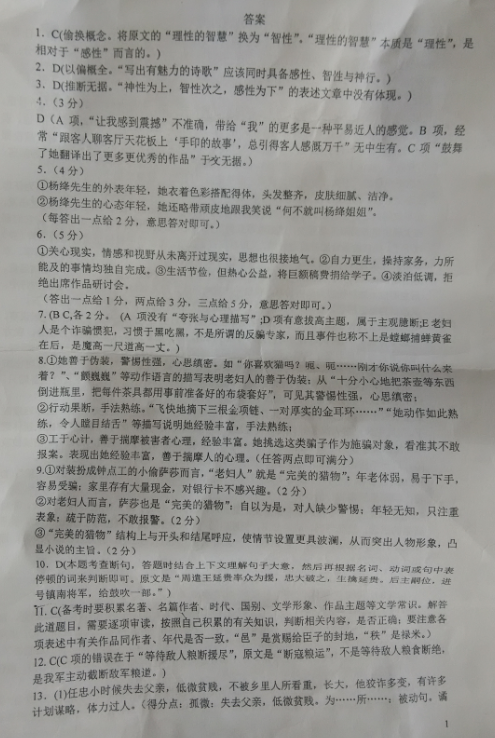 答案
1. C(偷换概念。将原文的“理性的智慧”换为“智性”。“理性的智慧”本质是“理性”，是
相对于“感性”而言的。)
2. D(以偏概全。“写出有魅力的诗歌”应该同时具备感性、智性与神行。)
3. D(推断无据。“神性为上，智性次之，感性为下”的表述文章中没有体现。)
4.（3分）
D（A 项，“让我感到震撼”不准确，带给“我”的更多是一种平易近人的感觉。B 项，经
常“跟客人聊客厅天花板上‘手印的故事’，总引得客人感慨万千”无中生有。C 项“鼓舞
了她翻译出了更多更优秀的作品”于文无据。)
5.（4分）
①杨绛先生的外表年轻，她衣着色彩搭配得体，头发整齐，皮肤细腻、洁净。
②杨绛先生的心态年轻，她还略带顽皮地跟我笑说“何不就叫杨绛姐姐”。
(每答出一点给 2 分，意思答对即可。)
6.（5分）
①关心现实，情感和视野从未离开过现实，思想也很接地气。②自力更生，操持家务，力所
能及的事情均独自完成。③生活节俭，但热心公益，将巨额稿费捐给学子。④淡泊低调，拒
绝出席作品研讨会。
(答出一点给 1 分，两点给 3 分，三点给 5 分，意思答对即可。)
7. (B C,各 2 分， (A 项没有“夸张与心理描写”;D 项有意拔高主题，属于主观臆断;E 老妇
人是个诈骗惯犯，习惯于黑吃黑，不是所谓的反骗专家，而且事件也称不上是螳螂捕蝉黄雀
在后，是魔高一尺道高一丈。)
8.①她善于伪装，警惕性强，心思缜密。如“你喜欢猫吗？呃、呃……刚才你说你叫什么来
着？”、“颤巍巍”等动作语言的描写表明老妇人的善于伪装；从“十分小心地把茶壶等东西
倒进瓶里，把每件茶具都用事前准备好的布袋套好”，可见其警惕性强，心思缜密；
②行动果断，手法熟练。“飞快地摘下三根金项链、一对厚实的金耳环……”“她动作如此熟
练，令人瞠目结舌”等描写说明她经验丰富，手法熟练；
③工于心计，善于揣摩被害者心理，经验丰富。她挑选这类骗子作为施骗对象，看准其不敢
报案。表现出她经验丰富，善于揣摩人的心理。(任答两点即可满分)
9.①对装扮成钟点工的小偷萨莎而言，“老妇人”就是“完美的猎物”：年老体弱，易于下手，
容易受骗；家里存有大量现金，对银行卡不感兴趣。(2 分)
②对老妇人而言，萨莎也是“完美的猎物”：自以为是，对人缺少警惕；年轻无知，只注重
表象；疏于防范，不敢报警。(2 分)
③“完美的猎物”结构上与开头和结尾呼应，使情节设置更具波澜，从而突出人物形象，凸
显小说的主旨。(2 分)
10. D(本题考查断句。答题时结合上下文理解句子大意，然后再根据名词、动词或句中表
停顿的词来判断即可。原文是“周遣王延贵率众为援，忠大破之，生擒延贵。后主嗣位，进
号镇南将军，给鼓吹一部。”)
11. C(备考时要积累名著、名篇作者、时代、国别、文学形象、作品主题等文学常识。解答
此道题目，需要逐项审读，按照自己积累的有关知识，判断相关内容，是否正确；要注意各
项表述中有关作品同作者、年代是否一致，“邑”是赏赐给臣子的封地，“秩”是禄米。)
12. C(C 项的错误在于“等待敌人粮断援尽”，原文是“断寇粮运”，不是等待敌人粮食断绝，
是我军主动截断敌军粮道。)
13.（1)任忠小时候失去父亲，低微贫贱，不被乡里人所看重，长大，他狡诈多变，有许多
计划谋略，体力过人。(得分点：孤微：失去父亲，低微贫贱。为……所……：被动句，谲
1